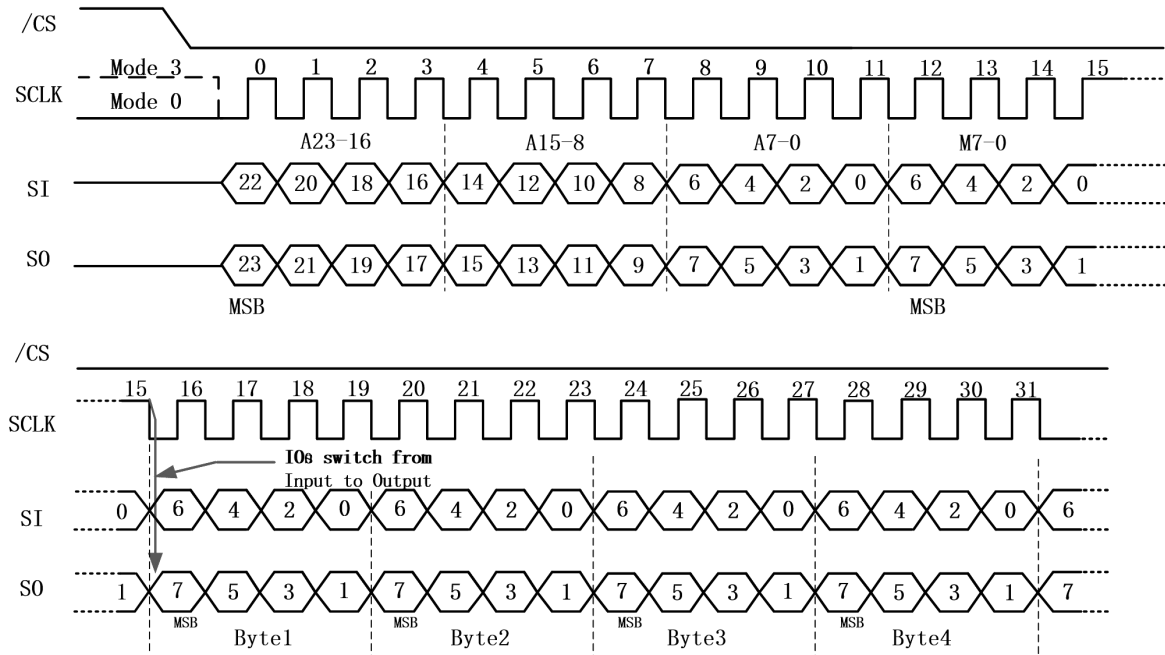 /CS
Mode 3
0 1 2 3 4 5 6 7 8 9 10 11 12 13 14 15
SCLK
Mode 0
A23-16 A15-8 A7-0 M7-0
SI 22 20 18 16 14 12 10 8 6 4 2 0 6 4 2 0
SO 23 21 19 17 15 13 11 9 7 5 3 1 7 5 3 1
MSB MSB
/CS
15 16 17 18 19 20 21 22 23 24 25 26 27 28 29 30 31
SCLK
IOs switch from
Input to Output
SI 0 6 4 2 0 6 4 2 0 6 4 2 0 6 4 2 0 6
SO 1 7 5 3 1 7 5 3 1 7 5 3 1 7 5 3 1 7
MSB MSB MSB MSB
Byte1 Byte2 Byte3 Byte4